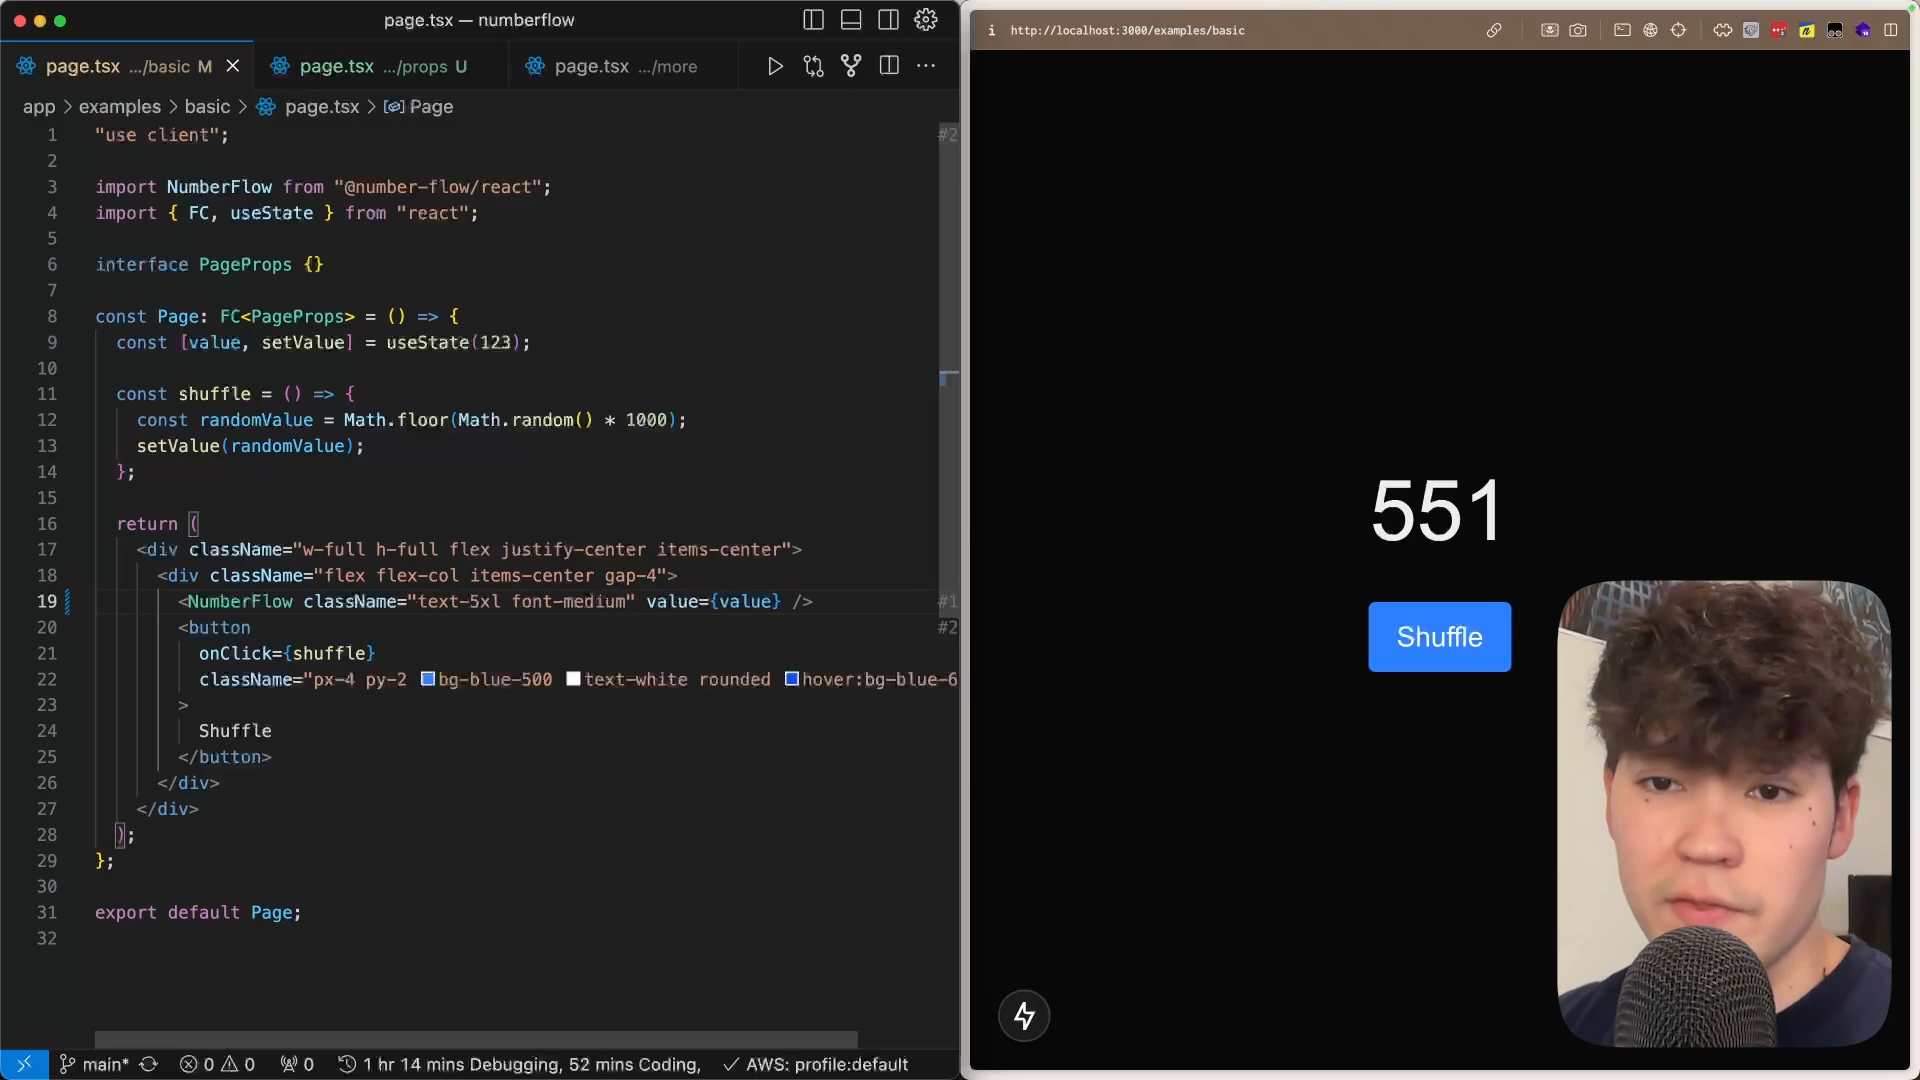 page.tsx — numberflow
page.tsx .../basic M
page.tsx .../props U
page.tsx .../more
app > examples > basic > page.tsx > Page
1 "use client";
2
3 import NumberFlow from "@number-flow/react";
4 import { FC, useState } from "react";
5
6 interface PageProps {}
7
8 const Page: FC<PageProps> = () => {
9 const [value, setValue] = useState(123);
10
11 const shuffle = () => {
12 const randomValue = Math.floor(Math.random() * 1000);
13 setValue(randomValue);
14 };
15
16 return (
17 <div className="w-full h-full flex justify-center items-center">
18 <div className="flex flex-col items-center gap-4">
19 <NumberFlow className="text-5xl font-medium" value={value} />
20 <button
21 onClick={shuffle}
22 className="px-4 py-2 bg-blue-500 text-white rounded hover:bg-blue-6
23 >
24 Shuffle
25 </button>
26 </div>
27 </div>
28 );
29 };
30
31 export default Page;
32
#2
#1
#2
main* 0 0 0 1 hr 14 mins Debugging, 52 mins Coding, AWS: profile:default
http://localhost:3000/examples/basic
551
Shuffle